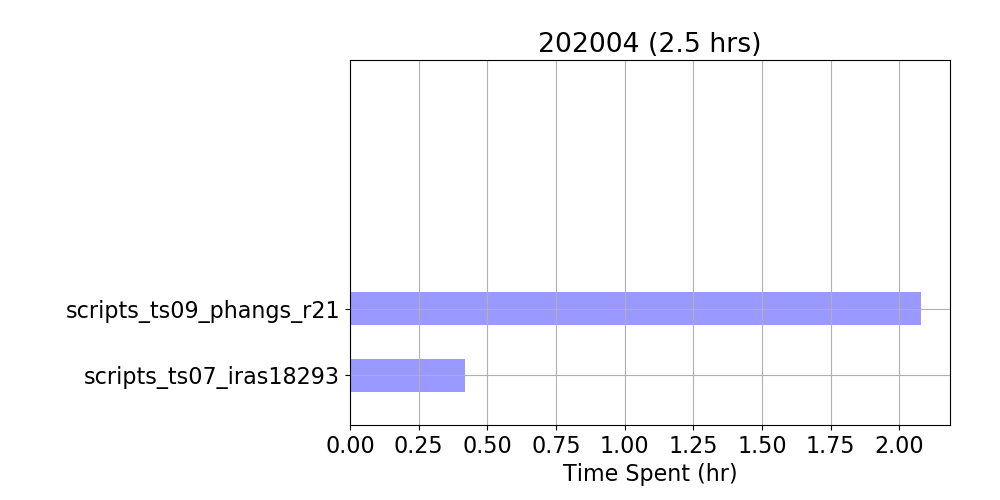 202004 (2.5 hrs)
scripts_ts09_phangs_r21
scripts_ts07_iras18293
0.00 0.25 0.50 0.75 1.00 1.25 1.50 1.75 2.00
Time Spent (hr)